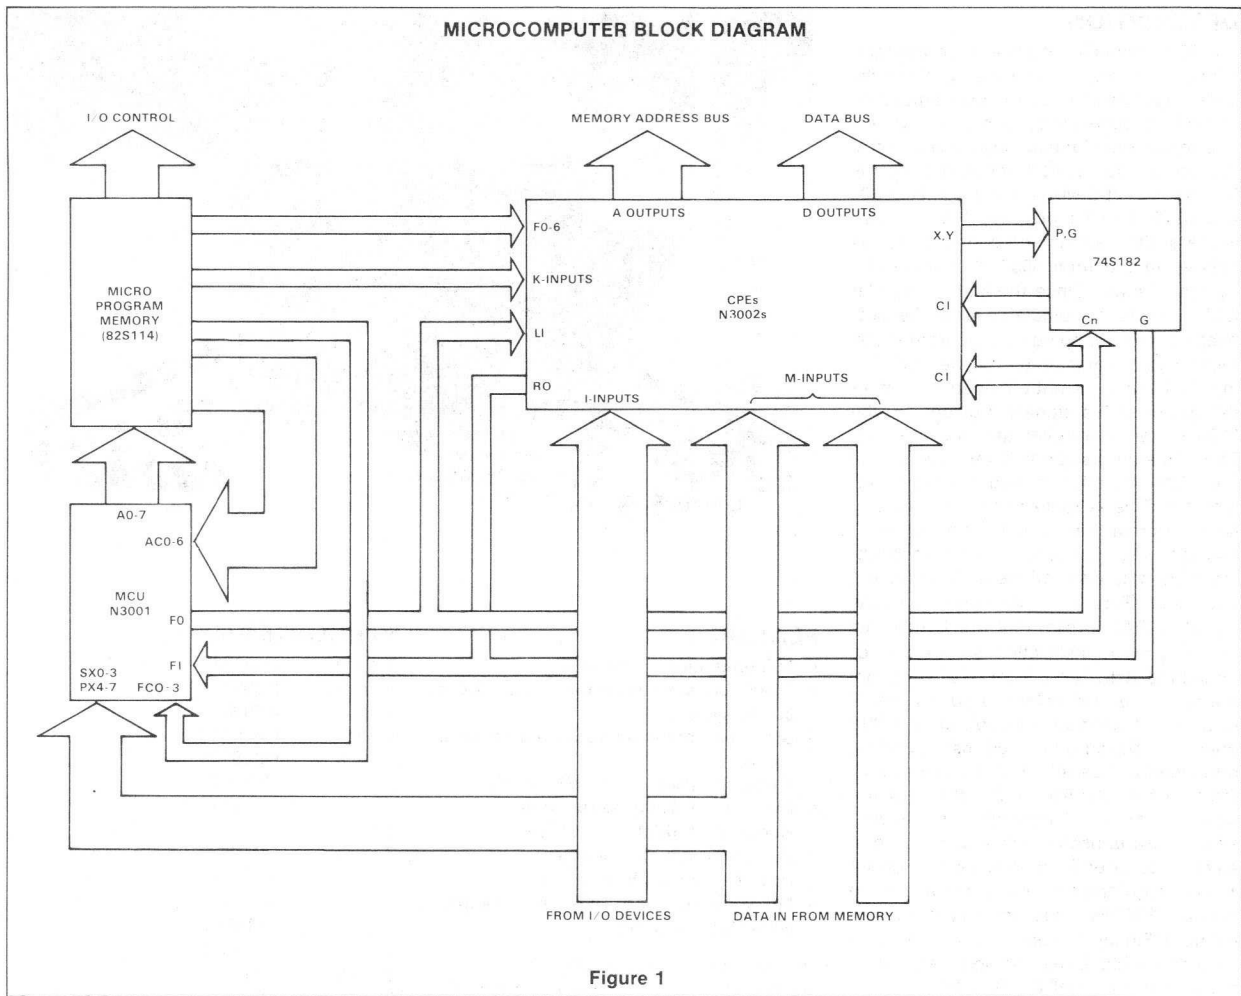 MICROCOMPUTER BLOCK DIAGRAM
I/O CONTROL
MEMORY ADDRESS BUS
DATA BUS
A OUTPUTS
D OUTPUTS
F0-6
X,Y
P,G
74S182
K-INPUTS
MICRO
PROGRAM
MEMORY
(82S114)
CPEs
N3002s
CI
Cn
G
LI
RO
I-INPUTS
M-INPUTS
CI
A0-7
AC0-6
MCU
N3001
F0
FI
SX0-3
PX4-7
FCO-3
FROM I/O DEVICES
DATA IN FROM MEMORY
Figure 1